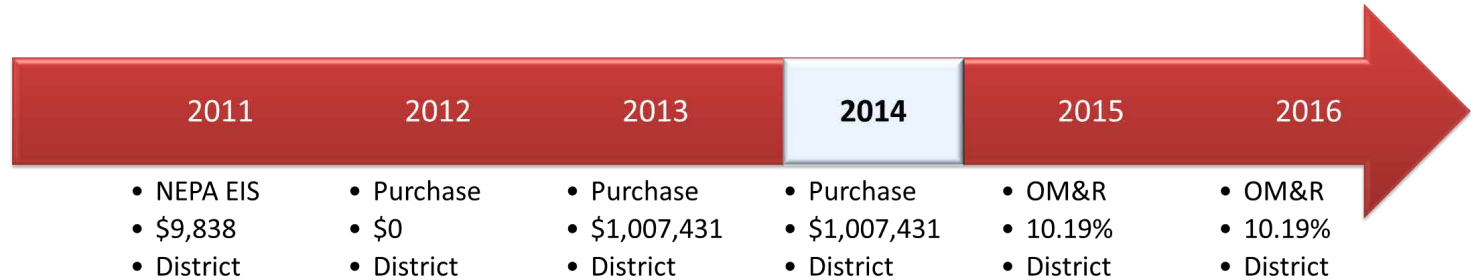 2011 2012 2013 2014 2015 2016
• NEPA EIS • Purchase • Purchase • Purchase • OM&R • OM&R
• $9,838 • $0 • $1,007,431 • $1,007,431 • 10.19% • 10.19%
• District • District • District • District • District • District